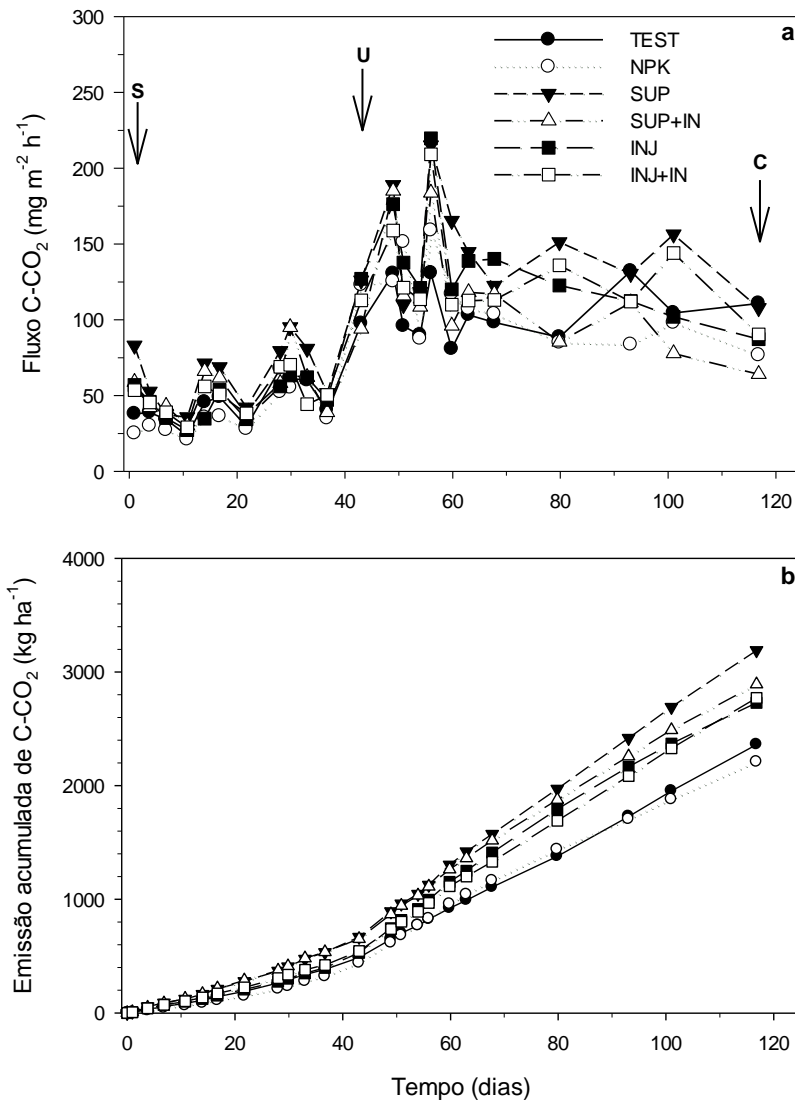 a
Fluxo C-CO₂ (mg m⁻² h⁻¹)
300
250
200
150
100
50
0
S
U
C
TEST
NPK
SUP
SUP+IN
INJ
INJ+IN
0
20
40
60
80
100
120
b
Emissão acumulada de C-CO₂ (kg ha⁻¹)
4000
3000
2000
1000
0
0
20
40
60
80
100
120
Tempo (dias)